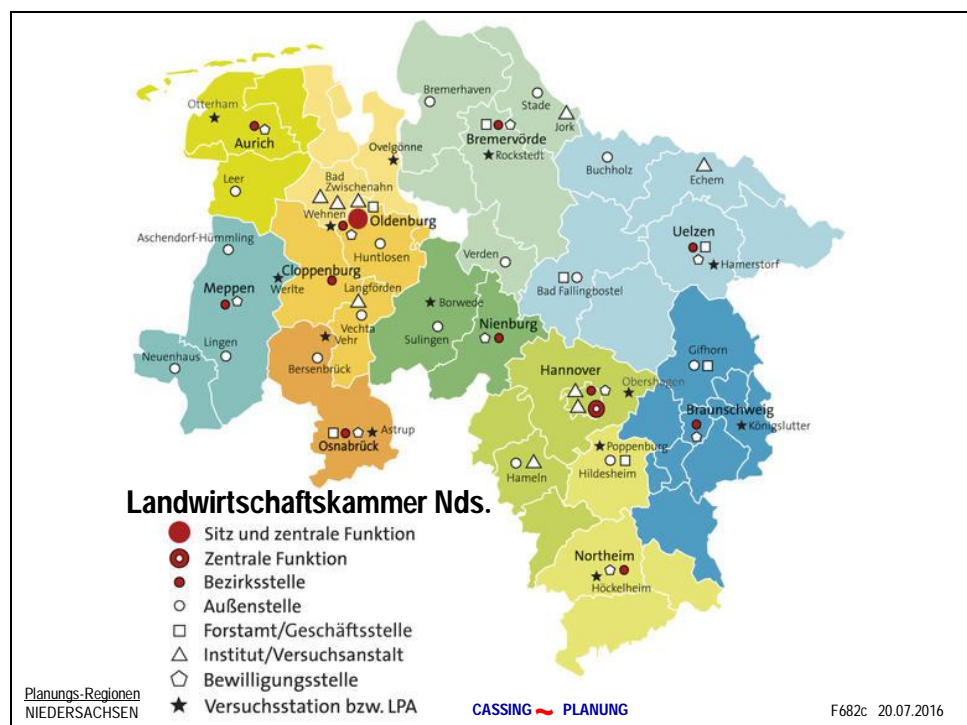 Otterham
Aurich
Leer
Bremerhaven
Stade
Jork
Bremervörde
Rockstedt
Ovelgönne
Bad
Zwischenahn
Wehnen
Oldenburg
Huntlosen
Buchholz
Echem
Uelzen
Hamerstorf
Aschendorf-Hümmling
Cloppenburg
Werlte
Langförden
Verden
Bad Fallingbostel
Meppen
Vechta
Vehr
Borwede
Sulingen
Nienburg
Neuenhaus
Lingen
Bersenbrück
Hannover
Obershagen
Gifhorn
Braunschweig
Königslutter
Osnabrück
Astrup
Poppenburg
Hildesheim
Hameln
Northeim
Höckelheim
Landwirtschaftskammer Nds.
Sitz und zentrale Funktion
Zentrale Funktion
Bezirksstelle
Außenstelle
Forstamt/Geschäftsstelle
Institut/Versuchsanstalt
Bewilligungsstelle
Versuchsstation bzw. LPA
Planungs-Regionen
NIEDERSACHSEN
CASSING ~ PLANUNG
F682c 20.07.2016